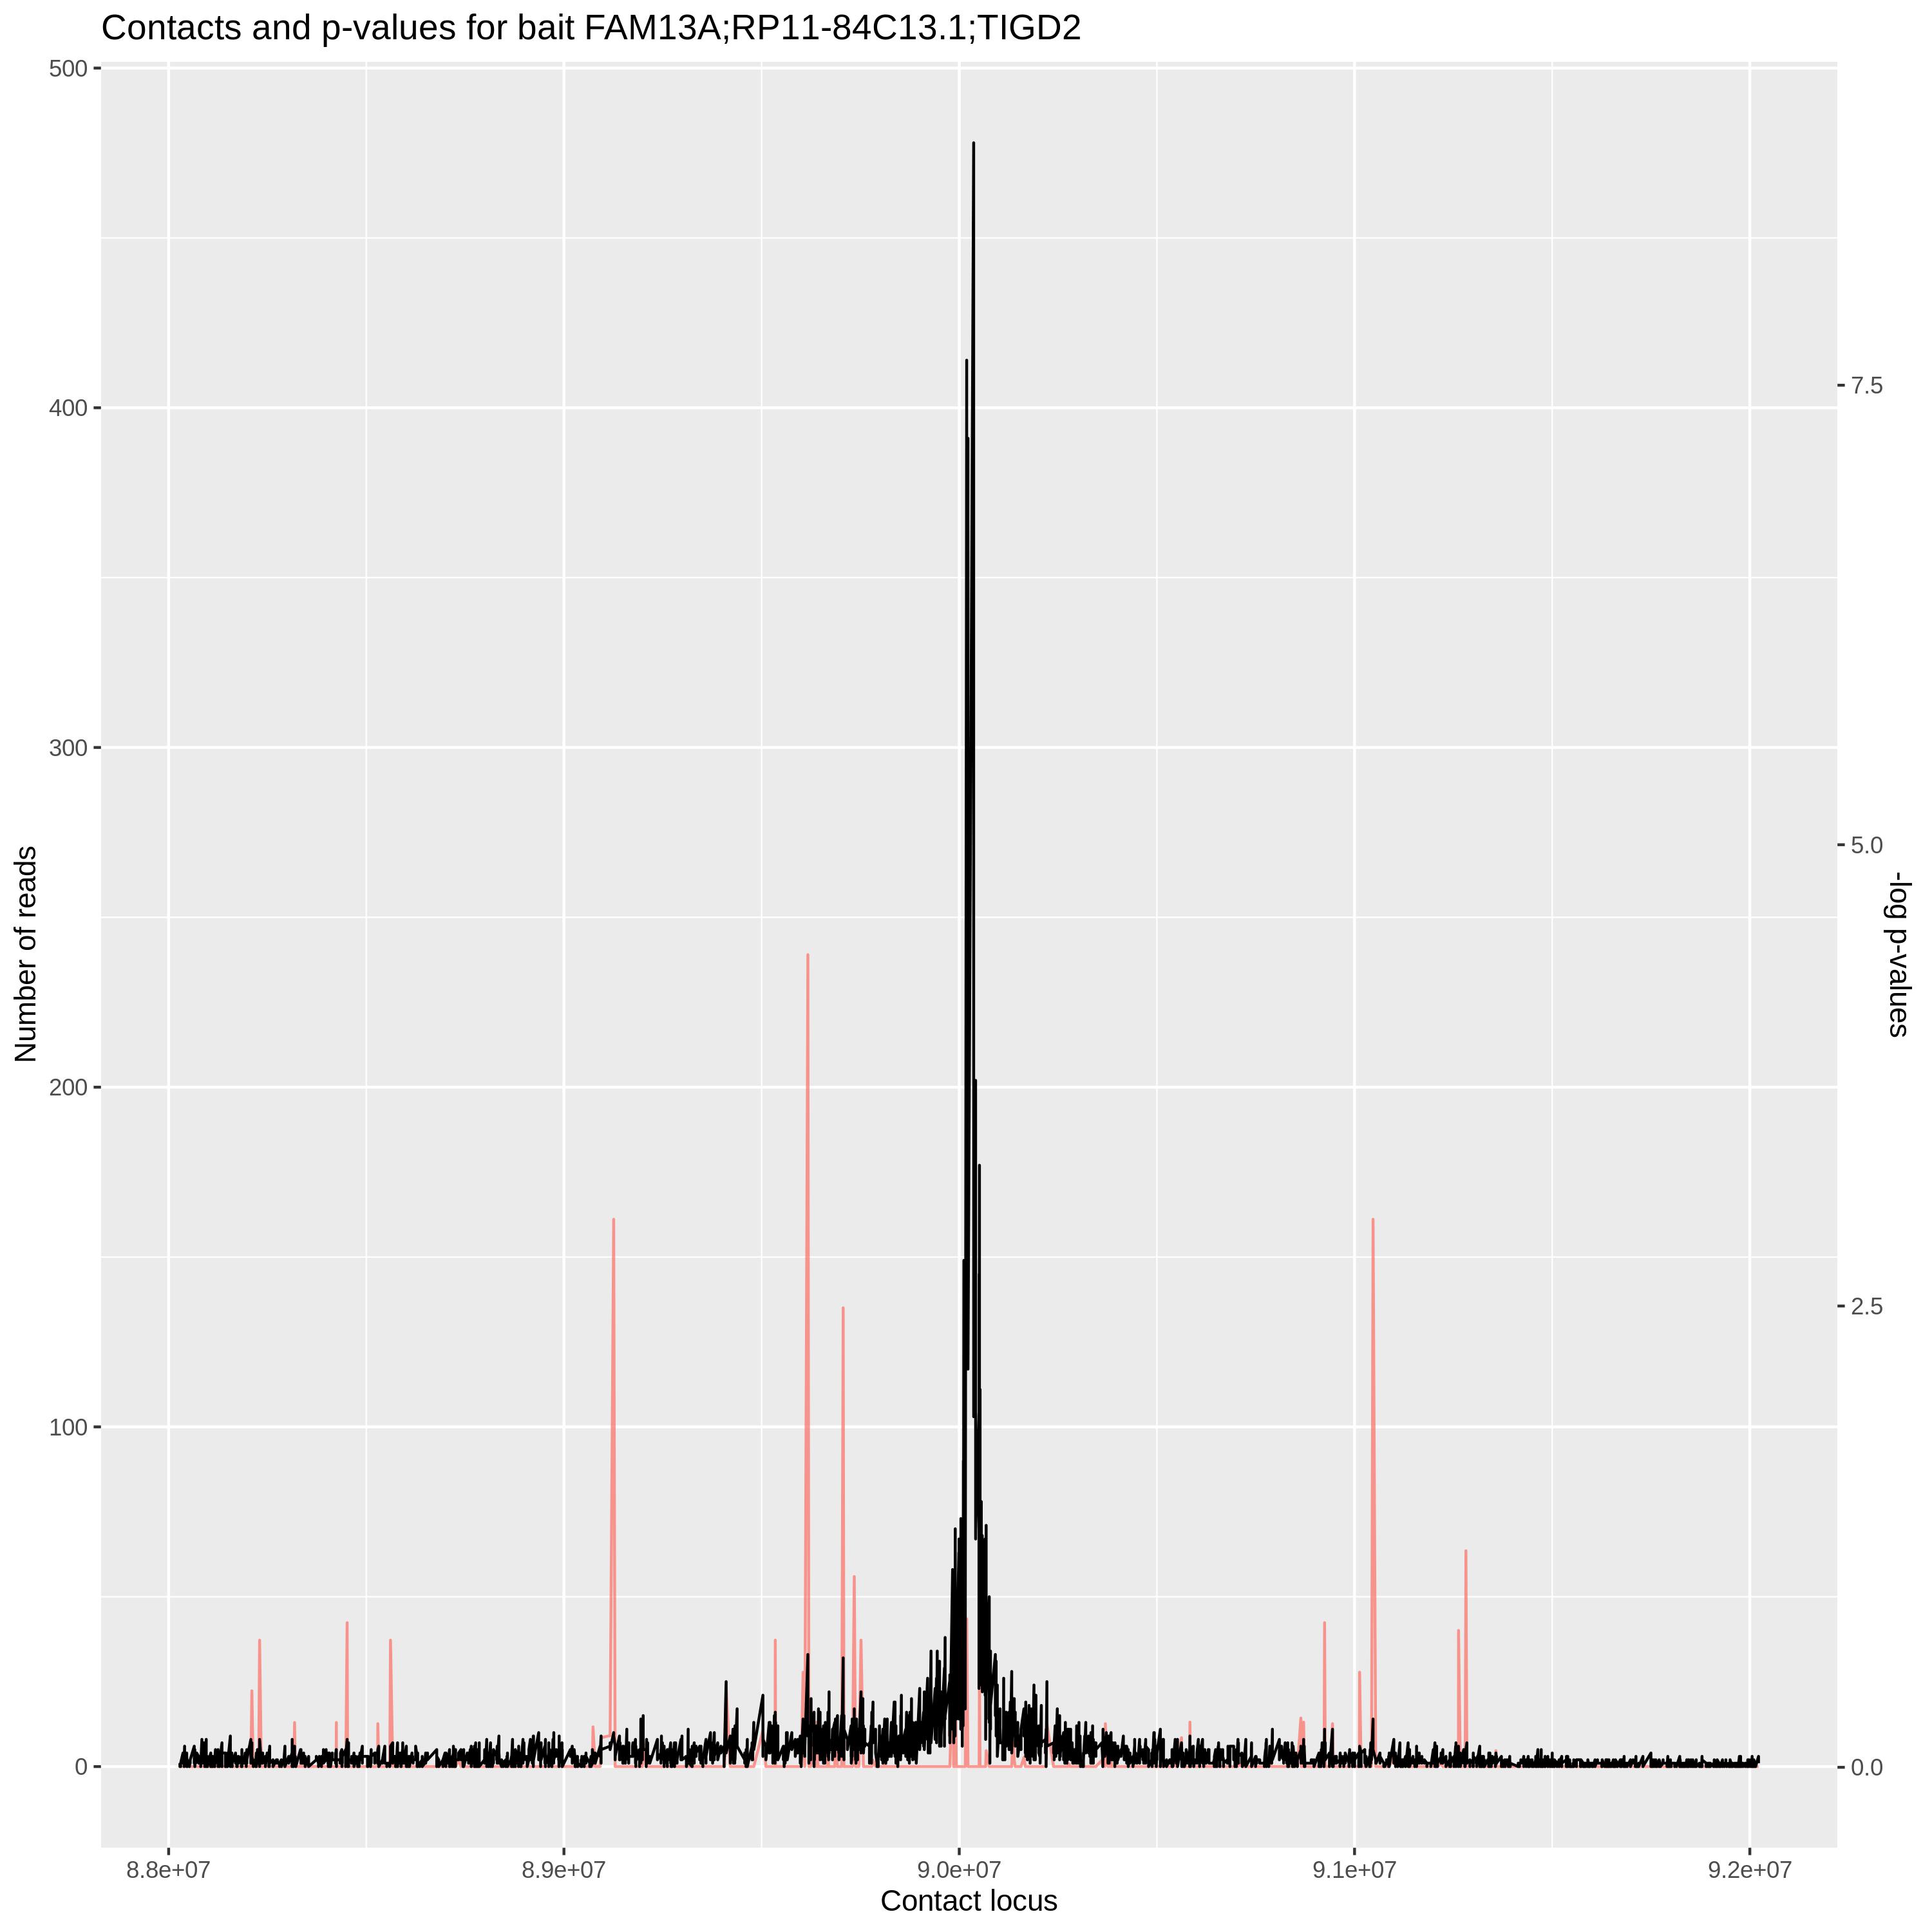 Contacts and p-values for bait FAM13A;RP11-84C13.1;TIGD2
500
400
300
200
100
0
Number of reads
7.5
5.0
2.5
0.0
-log p-values
8.8e+07
8.9e+07
9.0e+07
9.1e+07
9.2e+07
Contact locus